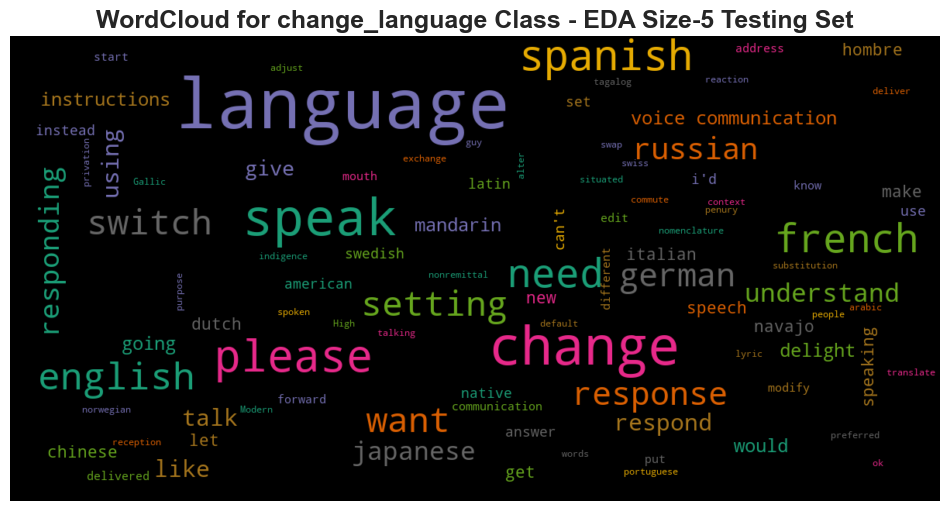 WordCloud for change_language Class - EDA Size-5 Testing Set
start
adjust
spanish
address
hombre
tagalog
reaction
deliver
instructions
language
set
voice communication
instead
using
privation
Gallic
give
mouth
exchange
guy
latin
alter
swap
swiss
russian
situated
i'd
know
make
use
responding
switch
speak
mandarin
can't
edit
commute
context
penury
nomenclature
french
indigence
swedish
american
nonremittal
need
different
italian
german
substitution
understand
purpose
spoken
High
setting
new
speech
people
arabic
dutch
talking
default
navajo
going
please
change
lyric
delight
speaking
translate
english
norwegian
Modern
forward
native
communication
response
modify
talk
let
want
answer
respond
preferred
chinese
reception
delivered
like
japanese
get
words
put
portuguese
would
ok